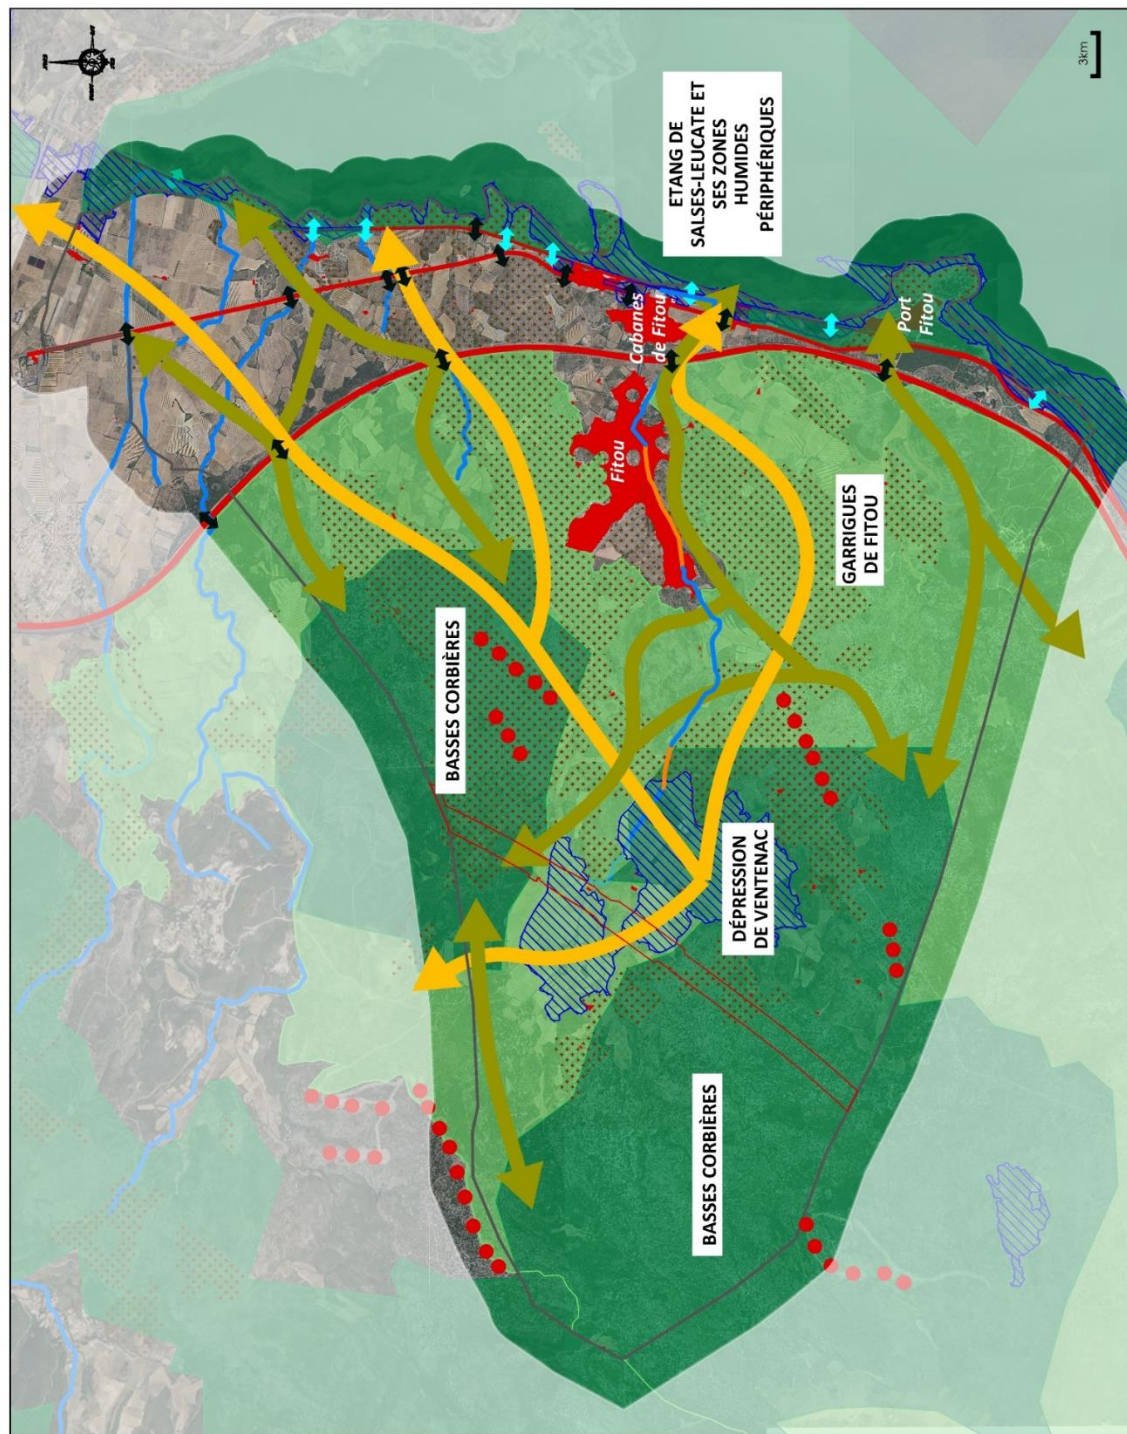 3km
ETANG DE
SALSES-LEUCATE ET
SES ZONES
HUMIDES
PÉRIPHÉRIQUES
Cabanes
de Fitou
Port
Fitou
Fitou
GARRIGUES
DE FITOU
BASSES CORBIÈRES
DÉPRESSION
DE VENTENAC
BASSES CORBIÈRES